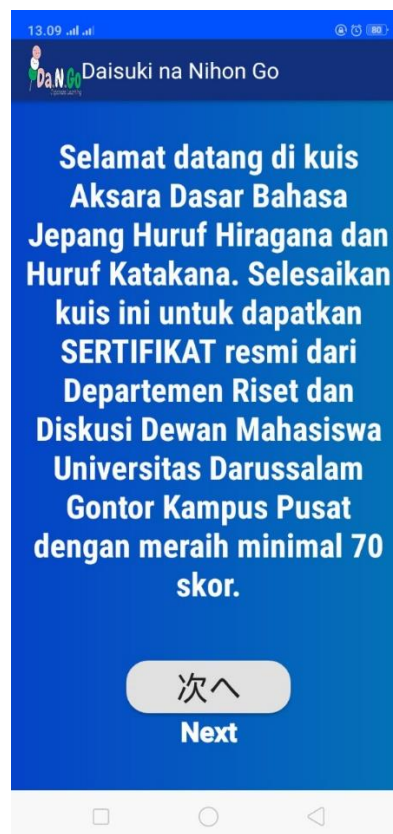 13.09
80
Da.N.Go Daisuki na Nihon Go
Selamat datang di kuis
Aksara Dasar Bahasa
Jepang Huruf Hiragana dan
Huruf Katakana. Selesaikan
kuis ini untuk dapatkan
SERTIFIKAT resmi dari
Departemen Riset dan
Diskusi Dewan Mahasiswa
Universitas Darussalam
Gontor Kampus Pusat
dengan meraih minimal 70
skor.
次へ
Next